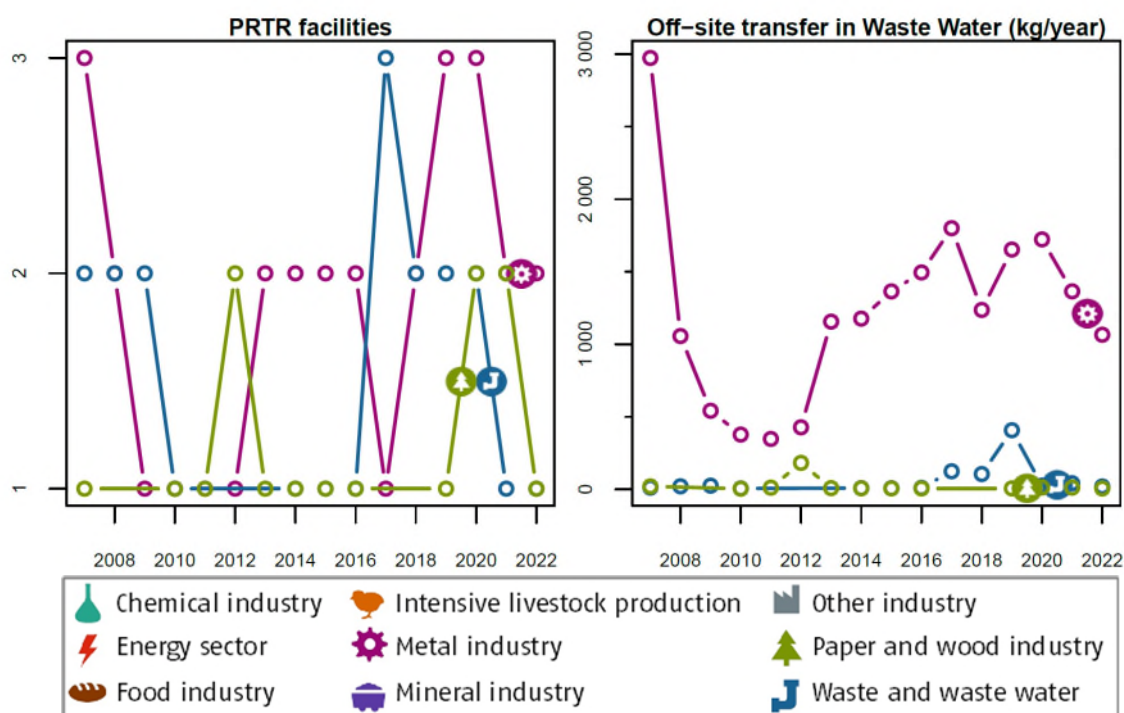 PRTR facilities
Off-site transfer in Waste Water (kg/year)
3
2
1
3 000
2 000
1 000
0
2008 2010 2012 2014 2016 2018 2020 2022
2008 2010 2012 2014 2016 2018 2020 2022
Chemical industry Intensive livestock production Other industry
Energy sector Metal industry Paper and wood industry
Food industry Mineral industry Waste and waste water